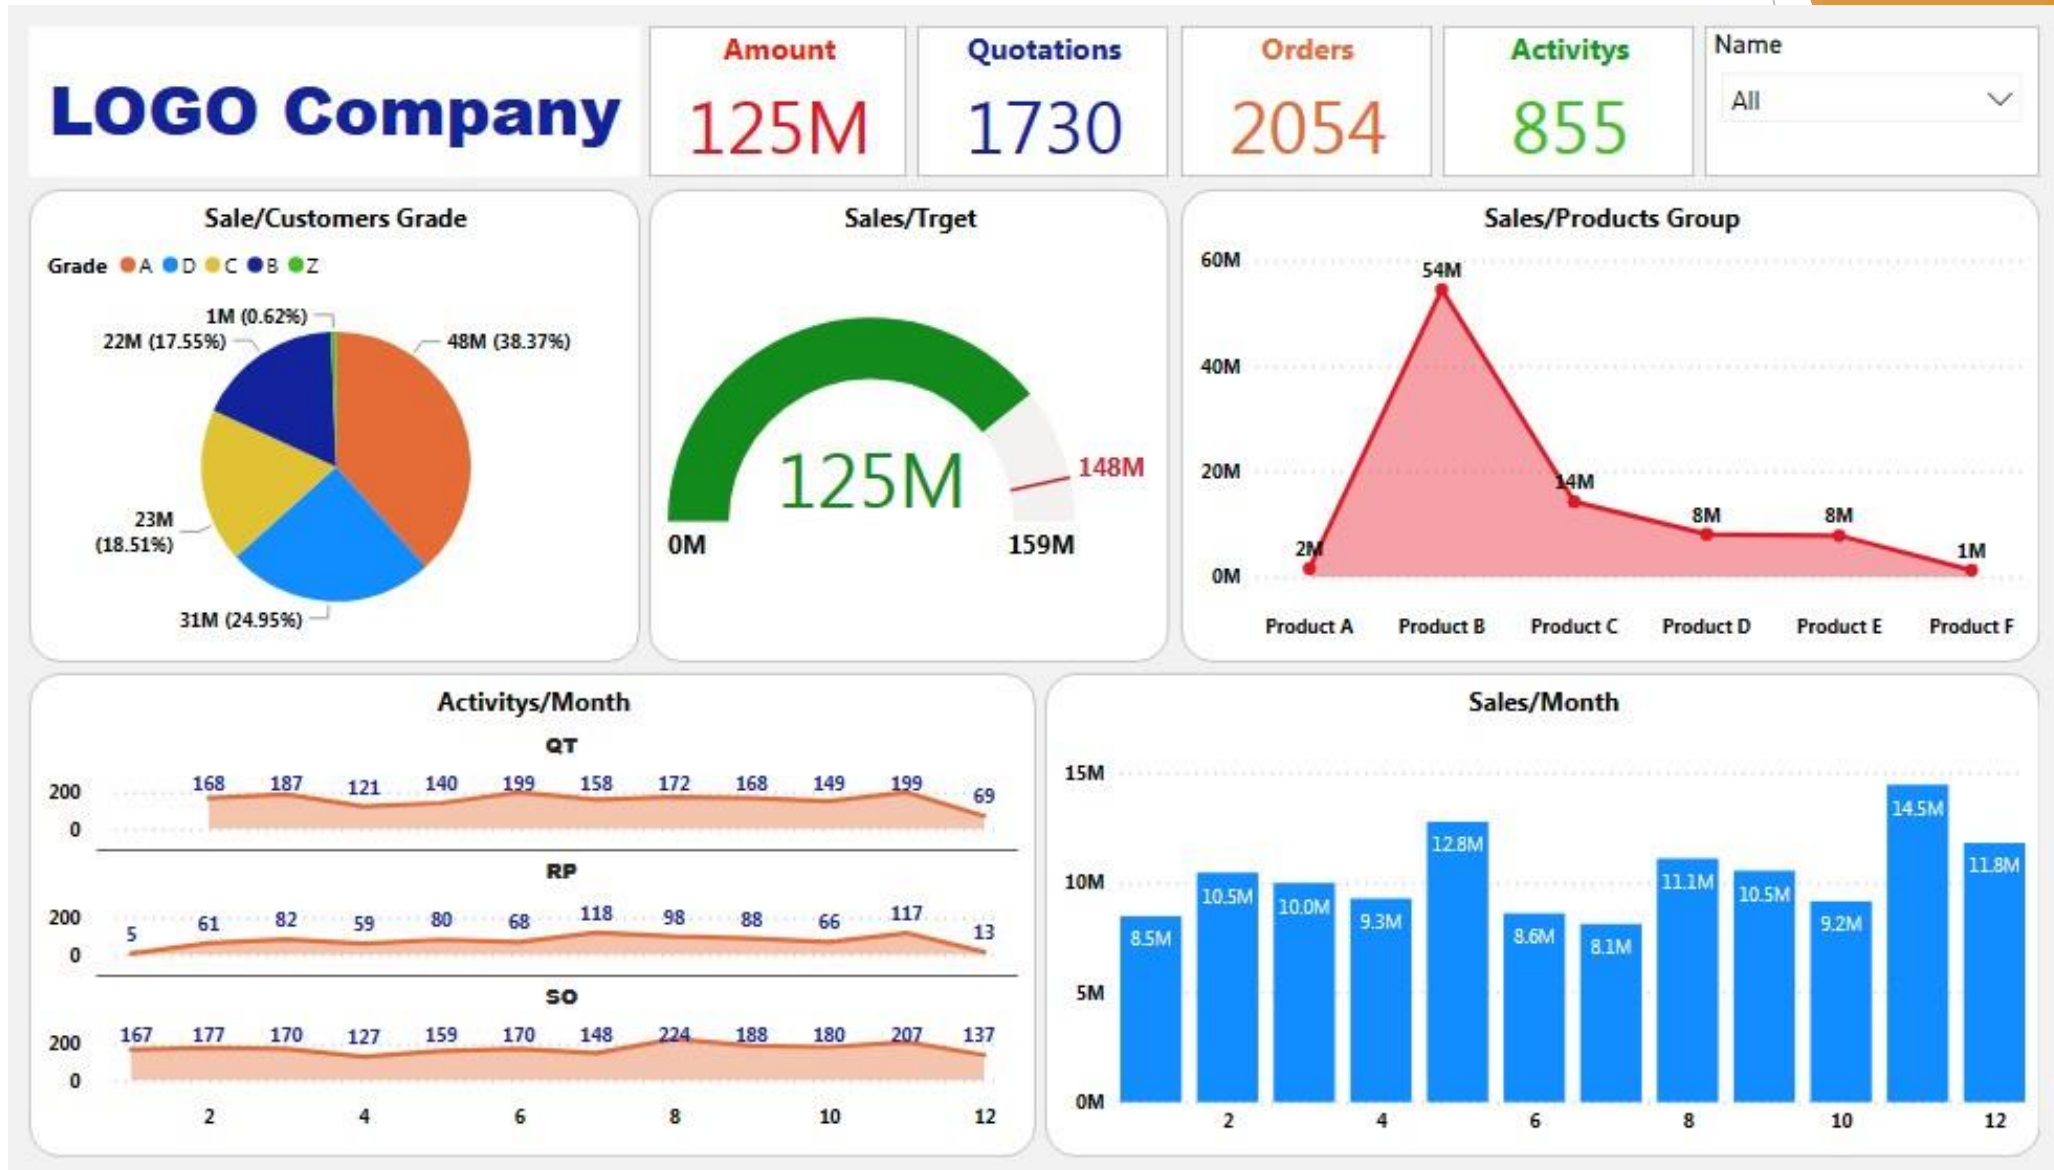 LOGO Company
Amount
125M
Quotations
1730
Orders
2054
Activitys
855
Name
All
Sale/Customers Grade
Grade A D C B Z
1M (0.62%)
22M (17.55%)
48M (38.37%)
23M
(18.51%)
31M (24.95%)
Sales/Trget
125M
148M
0M
159M
Sales/Products Group
60M
54M
40M
20M
14M
8M
8M
2M
1M
0M
Product A Product B Product C Product D Product E Product F
Activitys/Month
QT
168 187 121 140 199 158 172 168 149 199 69
200
0
RP
5 61 82 59 80 68 118 98 88 66 117 13
200
0
SO
167 177 170 127 159 170 148 224 188 180 207 137
200
0
2 4 6 8 10 12
Sales/Month
15M
10M
5M
0M
8.5M 10.5M 10.0M 9.3M 12.8M 8.6M 8.1M 11.1M 10.5M 9.2M 14.5M 11.8M
2 4 6 8 10 12